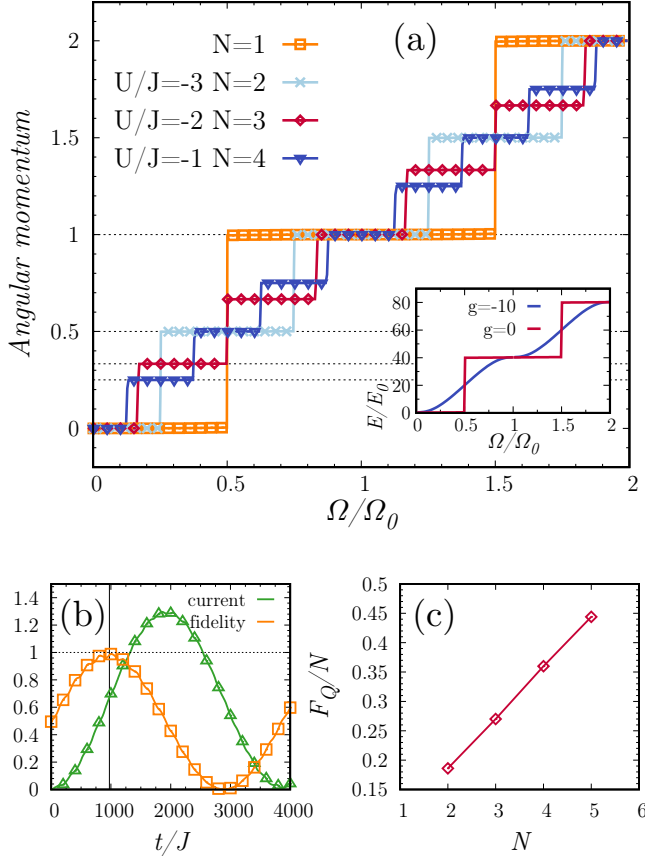 (a)
N=1
U/J=-3 N=2
U/J=-2 N=3
U/J=-1 N=4
Angular momentum
2
1.5
1
0.5
0
0 0.5 1 1.5 2
Ω/Ω0
g=-10
g=0
E/E0
80
60
40
20
0
0 0.5 1 1.5 2
Ω/Ω0
(b)
current
fidelity
1.4
1.2
1
0.8
0.6
0.4
0.2
0
0 1000 2000 3000 4000
t/J
(c)
FQ/N
0.5
0.45
0.4
0.35
0.3
0.25
0.2
0.15
1 2 3 4 5 6
N